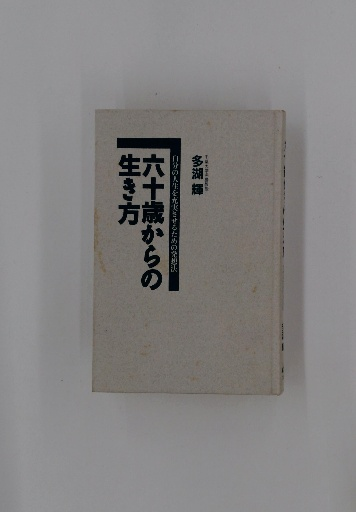 多湖輝
自分の人生を充実させるための発想法
六十歳からの
生き方